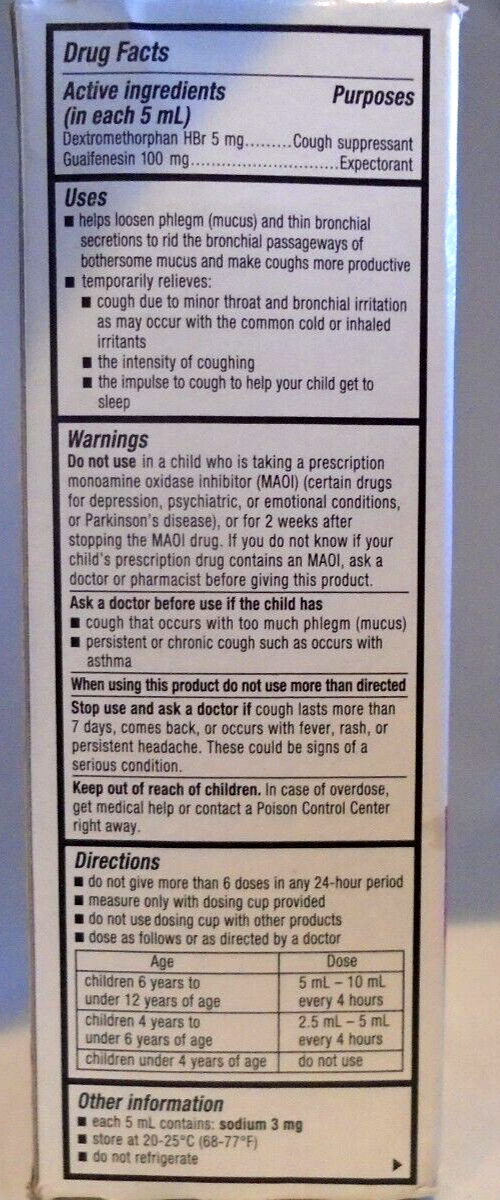 Drug Facts
Active ingredients Purposes
(in each 5 mL)
Dextromethorphan HBr 5 mg.........Cough suppressant
Guaifenesin 100 mg............................Expectorant
Uses
■ helps loosen phlegm (mucus) and thin bronchial
secretions to rid the bronchial passageways of
bothersome mucus and make coughs more productive
■ temporarily relieves:
■ cough due to minor throat and bronchial irritation
as may occur with the common cold or inhaled
irritants
■ the intensity of coughing
■ the impulse to cough to help your child get to
sleep
Warnings
Do not use in a child who is taking a prescription
monoamine oxidase inhibitor (MAOI) (certain drugs
for depression, psychiatric, or emotional conditions,
or Parkinson's disease), or for 2 weeks after
stopping the MAOI drug. If you do not know if your
child's prescription drug contains an MAOI, ask a
doctor or pharmacist before giving this product.
Ask a doctor before use if the child has
■ cough that occurs with too much phlegm (mucus)
■ persistent or chronic cough such as occurs with
asthma
When using this product do not use more than directed
Stop use and ask a doctor if cough lasts more than
7 days, comes back, or occurs with fever, rash, or
persistent headache. These could be signs of a
serious condition.
Keep out of reach of children. In case of overdose,
get medical help or contact a Poison Control Center
right away.
Directions
■ do not give more than 6 doses in any 24-hour period
■ measure only with dosing cup provided
■ do not use dosing cup with other products
■ dose as follows or as directed by a doctor
Age Dose
children 6 years to 5 mL – 10 mL
under 12 years of age every 4 hours
children 4 years to 2.5 mL – 5 mL
under 6 years of age every 4 hours
children under 4 years of age do not use
Other information
■ each 5 mL contains: sodium 3 mg
■ store at 20-25°C (68-77°F)
■ do not refrigerate